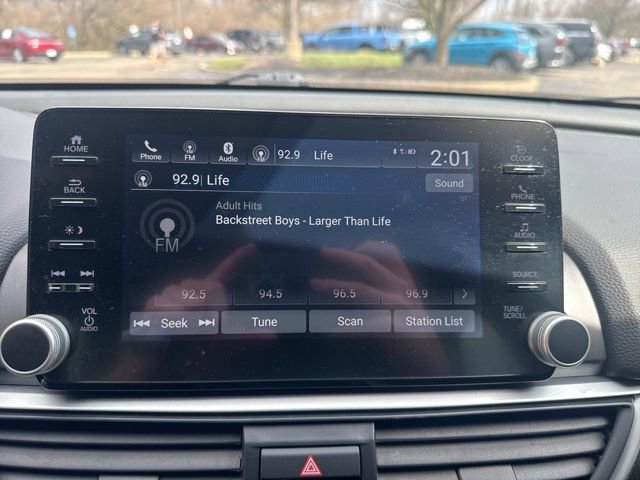 HOME
BACK
VOL
AUDIO
Phone
FM
Audio
92.9 Life
2:01
92.9| Life
Sound
ST
FM
Adult Hits
Backstreet Boys - Larger Than Life
92.5
94.5
96.5
96.9
Seek
Tune
Scan
Station List
CLOCK
PHONE
AUDIO
SOURCE
TUNE/
SCROLL